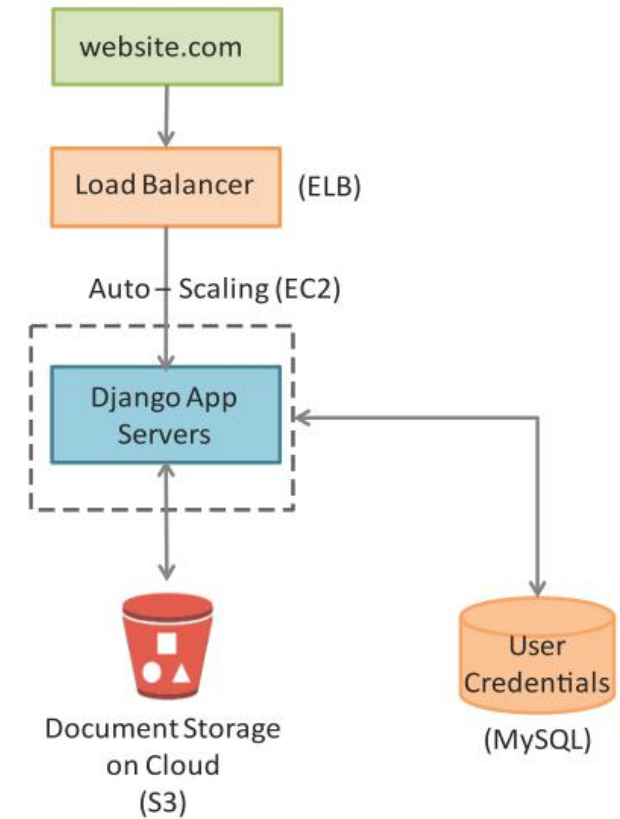 website.com
Load Balancer
(ELB)
Auto – Scaling (EC2)
Django App
Servers
User
Credentials
(MySQL)
Document Storage
on Cloud
(S3)